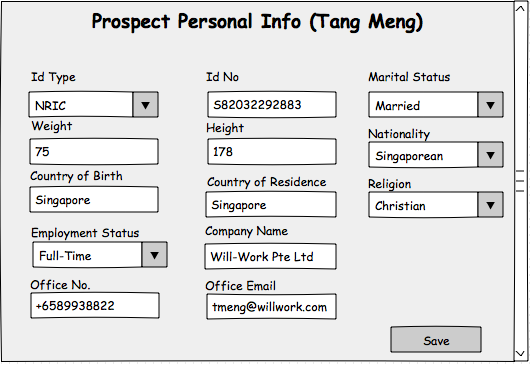 Prospect Personal Info (Tang Meng)
Id Type Id No Marital Status
NRIC S82032292883 Married
Weight Height Nationality
75 178 Singaporean
Country of Birth Country of Residence Religion
Singapore Singapore Christian
Employment Status Company Name
Full-Time Will-Work Pte Ltd
Office No. Office Email
+6589938822 tmeng@willwork.com
Save